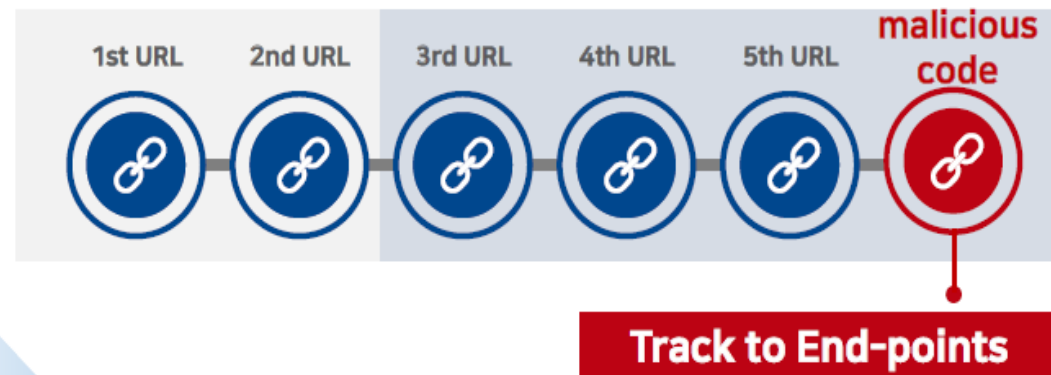 1st URL
2nd URL
3rd URL
4th URL
5th URL
malicious
code
Track to End-points